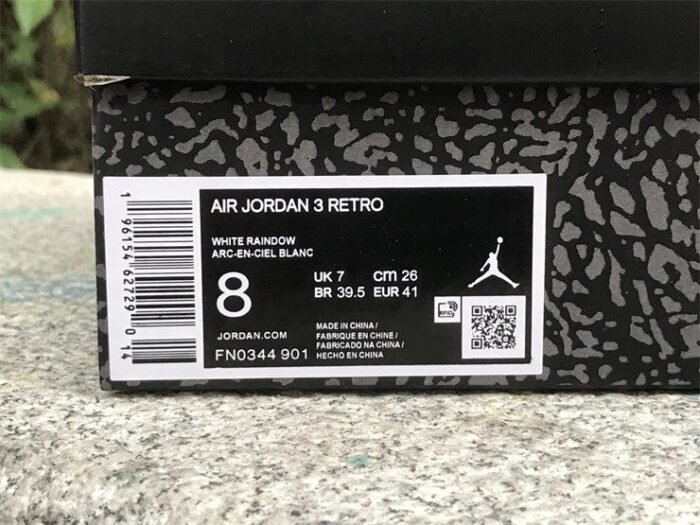 AIR JORDAN 3 RETRO
WHITE RAINDOW
ARC-EN-CIEL BLANC
8
UK 7 cm 26
BR 39.5 EUR 41
JORDAN.COM
FN0344 901
MADE IN CHINA /
FABRIQUE EN CHINE /
FABRICADO NA CHINA /
HECHO EN CHINA
RFID
1 96154 62729 0 14